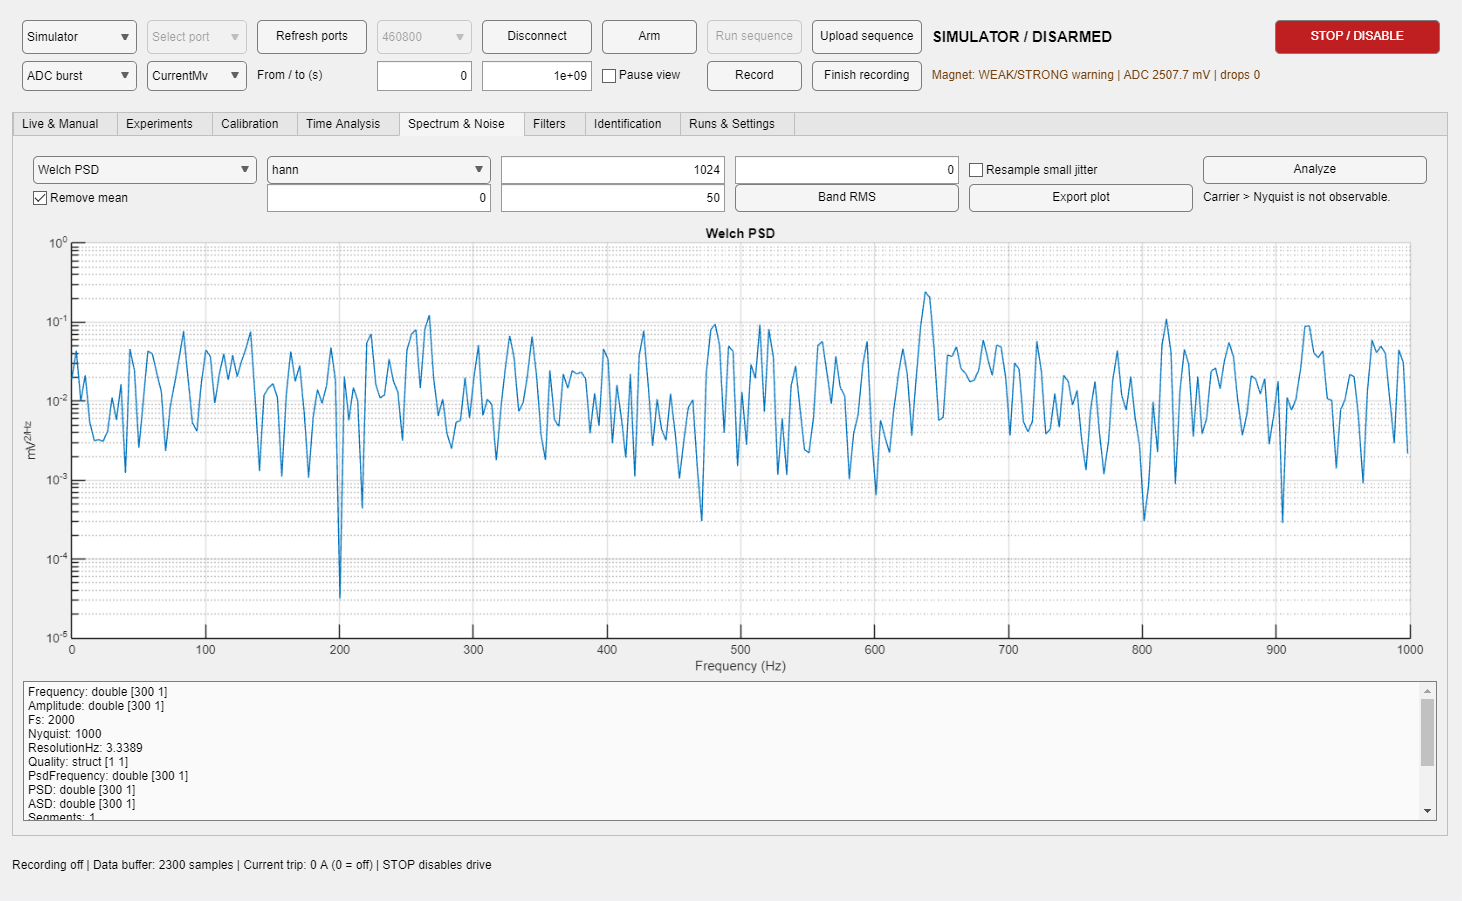 Simulator Select port Refresh ports 460800 Disconnect Arm Run sequence Upload sequence SIMULATOR / DISARMED STOP / DISABLE
ADC burst CurrentMv From / to (s) 0 1e+09 Pause view Record Finish recording Magnet: WEAK/STRONG warning | ADC 2507.7 mV | drops 0
Live & Manual Experiments Calibration Time Analysis Spectrum & Noise Filters Identification Runs & Settings
Welch PSD hann 1024 0 Resample small jitter Analyze
Remove mean 0 50 Band RMS Export plot Carrier > Nyquist is not observable.
Welch PSD
10^0
10^-1
10^-2
10^-3
10^-4
10^-5
mV^2/Hz
0 100 200 300 400 500 600 700 800 900 1000
Frequency (Hz)
Frequency: double [300 1]
Amplitude: double [300 1]
Fs: 2000
Nyquist: 1000
ResolutionHz: 3.3389
Quality: struct [1 1]
PsdFrequency: double [300 1]
PSD: double [300 1]
ASD: double [300 1]
Segments: 1
Recording off | Data buffer: 2300 samples | Current trip: 0 A (0 = off) | STOP disables drive